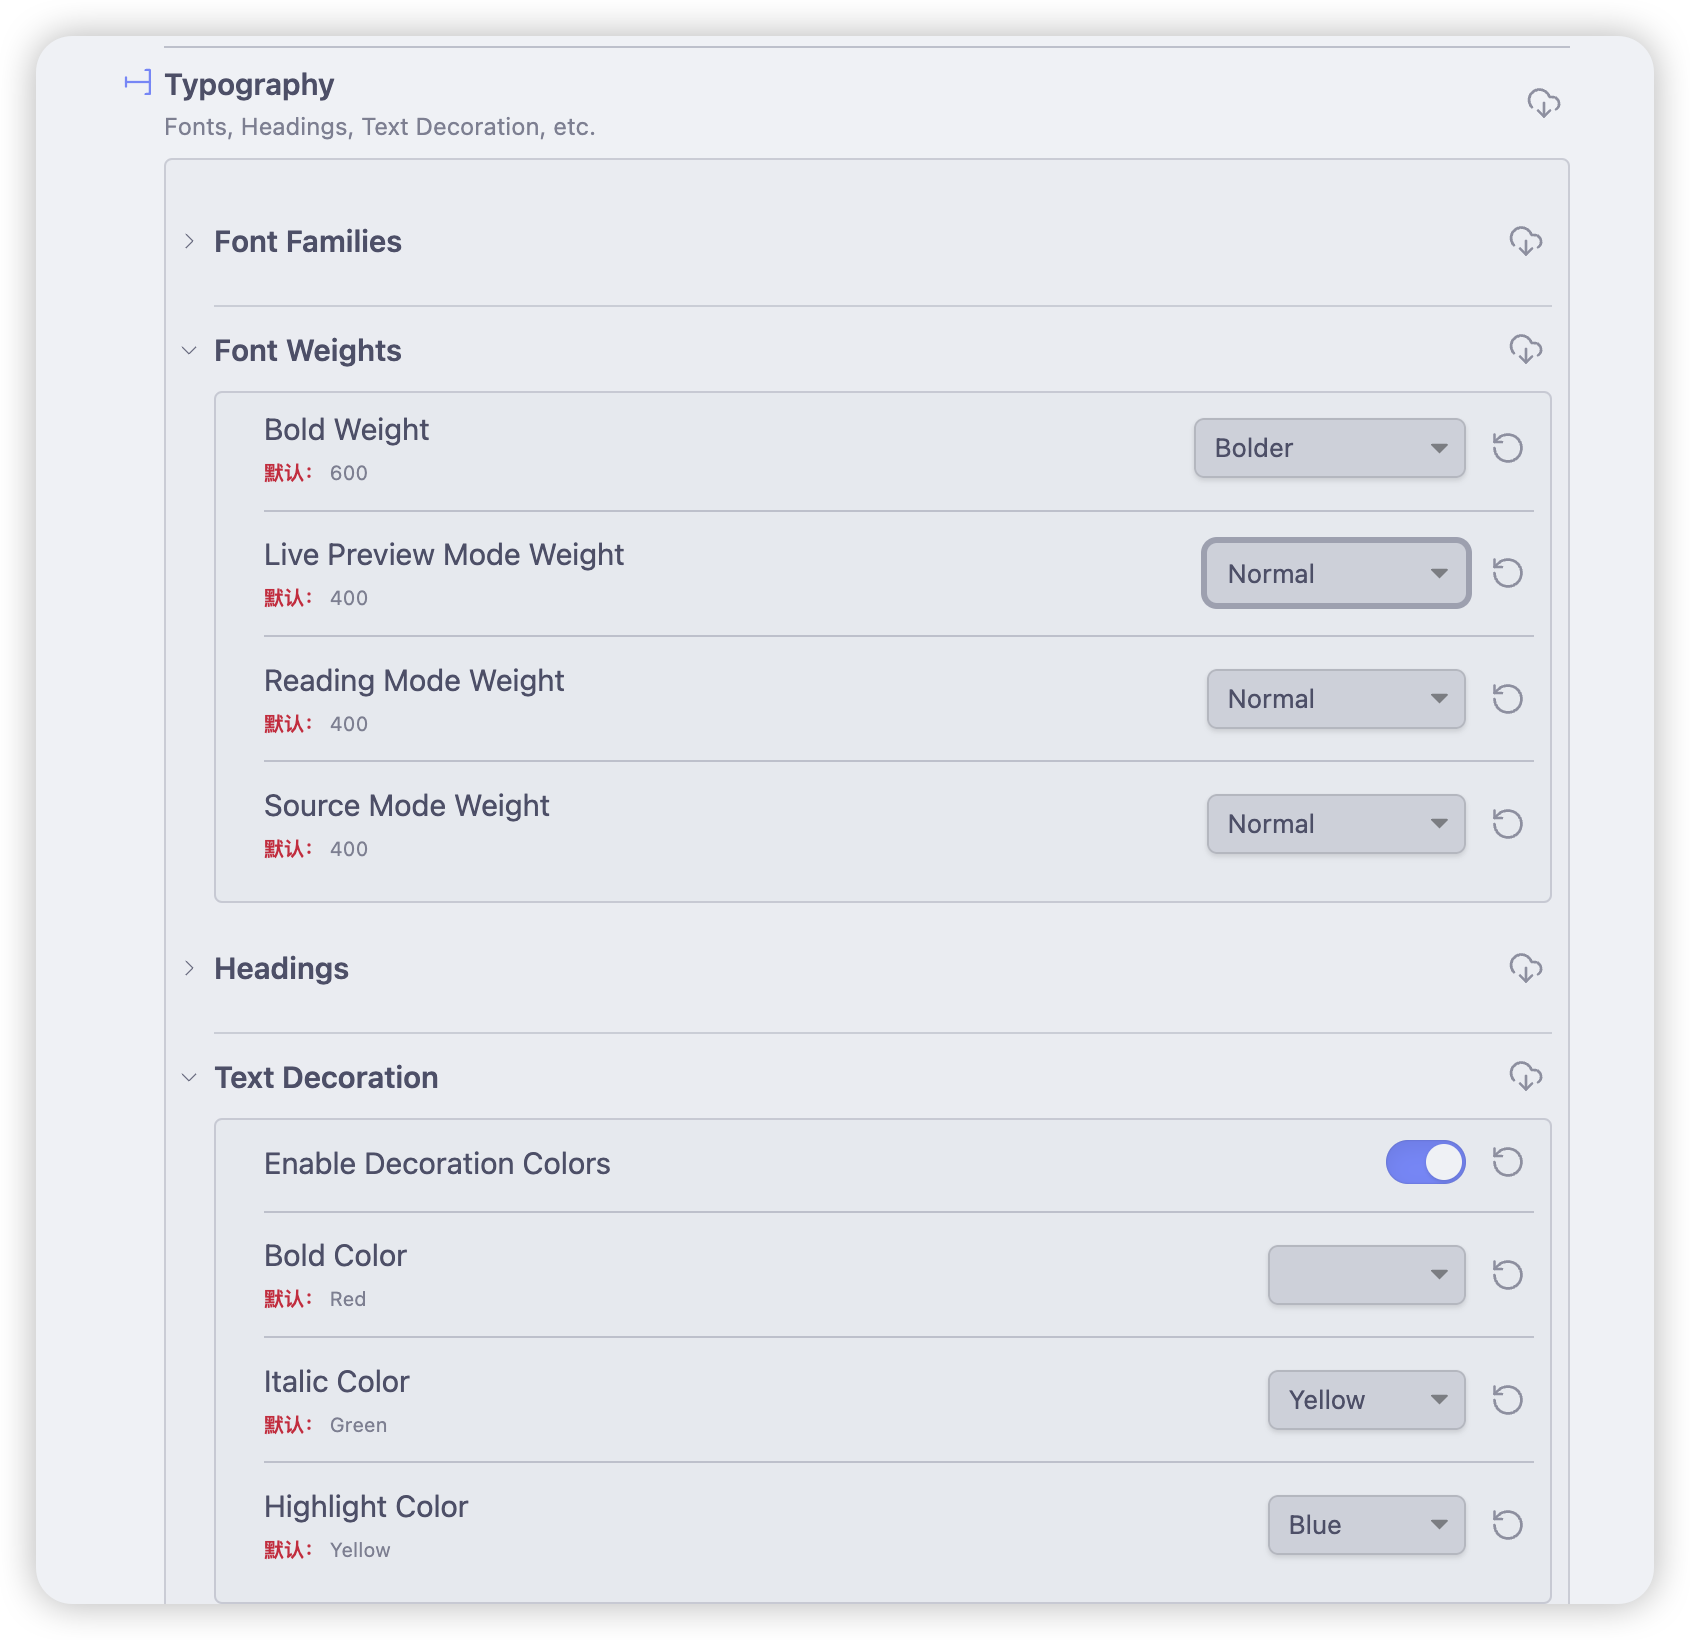 Typography
Fonts, Headings, Text Decoration, etc.
Font Families
Font Weights
Bold Weight
默认： 600
Bolder
Live Preview Mode Weight
默认： 400
Normal
Reading Mode Weight
默认： 400
Normal
Source Mode Weight
默认： 400
Normal
Headings
Text Decoration
Enable Decoration Colors
Bold Color
默认： Red
Italic Color
默认： Green
Yellow
Highlight Color
默认： Yellow
Blue